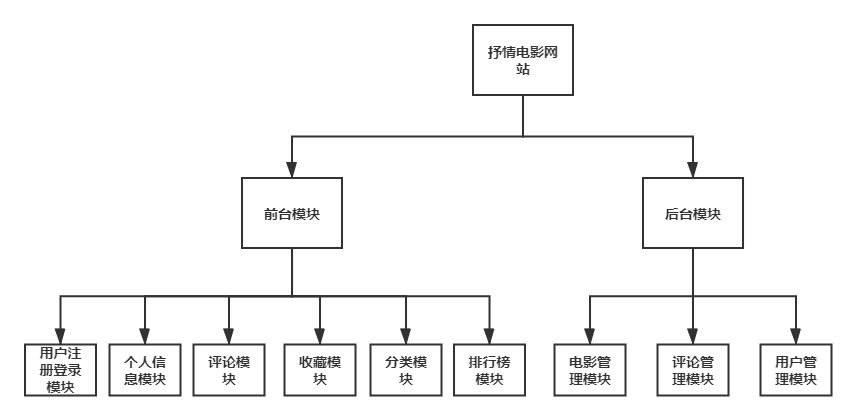 抒情电影网
站
前台模块
后台模块
用户注
册登录
模块
个人信
息模块
评论模
块
收藏模
块
分类模
块
排行榜
模块
电影管
理模块
评论管
理模块
用户管
理模块